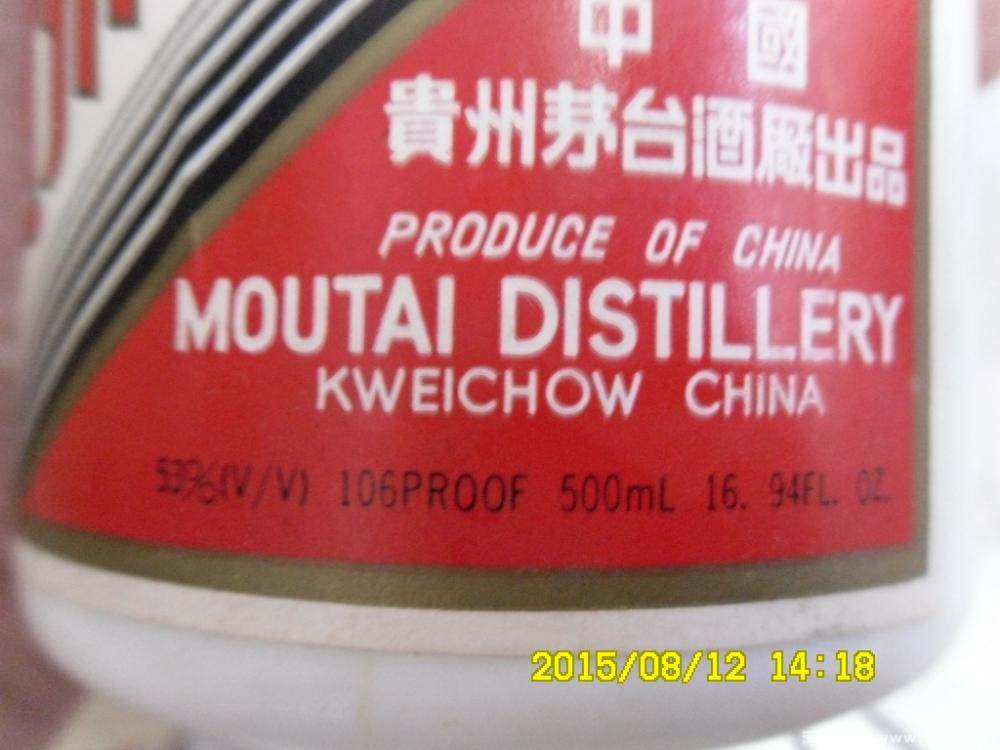 中國
貴州茅台酒廠出品
PRODUCE OF CHINA
MOUTAI DISTILLERY
KWEICHOW CHINA
53%(V/V) 106PROOF 500mL 16. 94FL. OZ.
2015/08/12 14:18